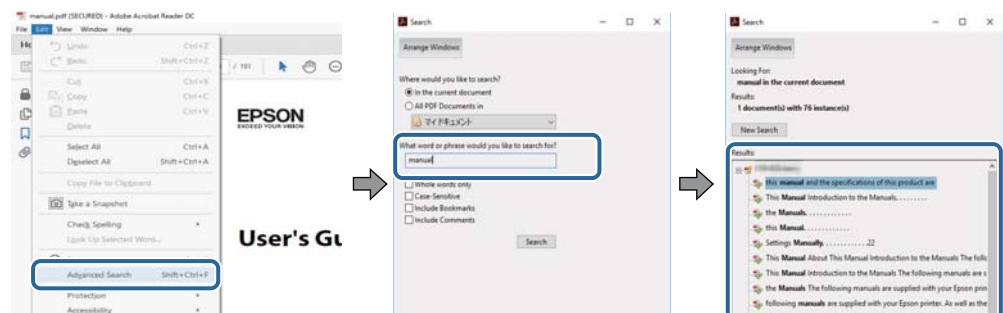 manual.pdf (SECURED) - Adobe Acrobat Reader DC
File Edit View Window Help
Undo Ctrl+Z
Redo Shift+Ctrl+Z
Cut Ctrl+X
Copy Ctrl+C
Paste Ctrl+V
Delete
Select All Ctrl+A
Deselect All Shift+Ctrl+A
Copy File to Clipboard
Take a Snapshot
Check Spelling
Look Up Selected Word...
Advanced Search Shift+Ctrl+F
Protection
Accessibility
/ 101
EPSON
EXCEED YOUR VISION
User's Gu
Search
Arrange Windows
Where would you like to search?
In the current document
All PDF Documents in
マイ ドキュメント
What word or phrase would you like to search for?
manual
Whole words only
Case-Sensitive
Include Bookmarks
Include Comments
Search
Search
Arrange Windows
Looking For:
manual in the current document
Results:
1 document(s) with 76 instance(s)
New Search
Results:
this manual and the specifications of this product are
This Manual Introduction to the Manuals. . . . . . . . .
the Manuals. . . . . . . . . . . . .
this Manual. . . . . . . . . . . . .
Settings Manually. . . . . . . . . . . . 22
This Manual About This Manual Introduction to the Manuals The follo
This Manual Introduction to the Manuals The following manuals are s
the Manuals The following manuals are supplied with your Epson prin
following manuals are supplied with your Epson printer. As well as the